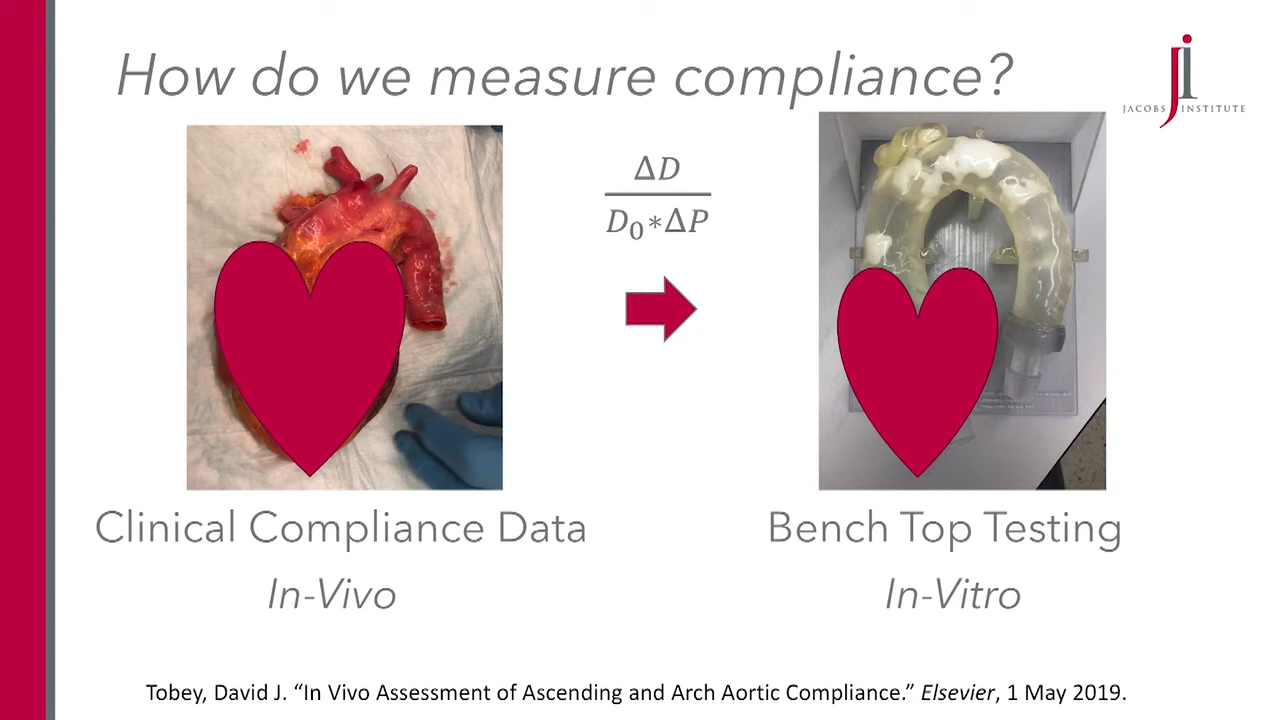 How do we measure compliance?
JACOBS INSTITUTE
ΔD
D₀*ΔP
Clinical Compliance Data
In-Vivo
Bench Top Testing
In-Vitro
Tobey, David J. “In Vivo Assessment of Ascending and Arch Aortic Compliance.” Elsevier, 1 May 2019.